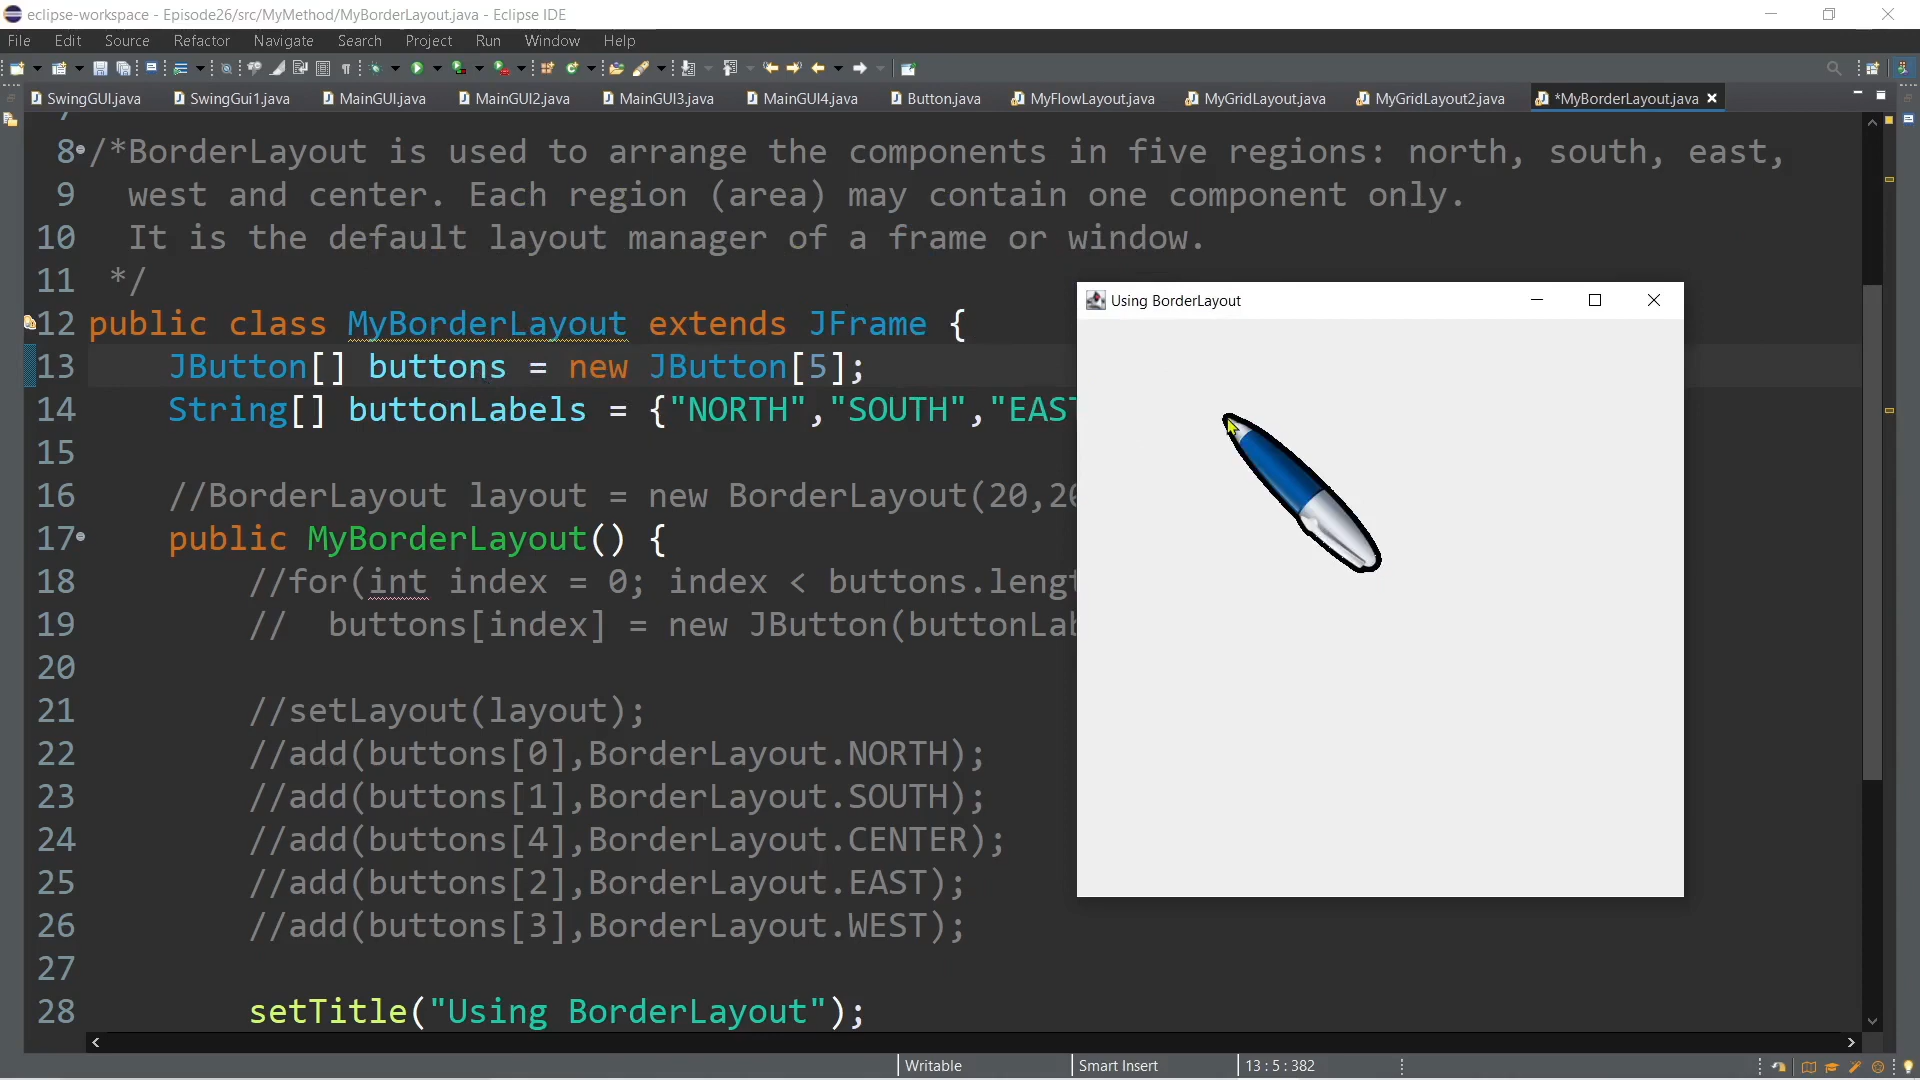 eclipse-workspace - Episode26/src/MyMethod/MyBorderLayout.java - Eclipse IDE
File Edit Source Refactor Navigate Search Project Run Window Help
SwingGUI.java SwingGui1.java MainGUI.java MainGUI2.java MainGUI3.java MainGUI4.java Button.java MyFlowLayout.java MyGridLayout.java MyGridLayout2.java *MyBorderLayout.java
8 /*BorderLayout is used to arrange the components in five regions: north, south, east,
9 west and center. Each region (area) may contain one component only.
10 It is the default layout manager of a frame or window.
11 */
Using BorderLayout
12 public class MyBorderLayout extends JFrame {
13 JButton[] buttons = new JButton[5];
14 String[] buttonLabels = {"NORTH","SOUTH","EAST
15
16 //BorderLayout layout = new BorderLayout(20,20
17 public MyBorderLayout() {
18 //for(int index = 0; index < buttons.lengt
19 // buttons[index] = new JButton(buttonLab
20
21 //setLayout(layout);
22 //add(buttons[0],BorderLayout.NORTH);
23 //add(buttons[1],BorderLayout.SOUTH);
24 //add(buttons[4],BorderLayout.CENTER);
25 //add(buttons[2],BorderLayout.EAST);
26 //add(buttons[3],BorderLayout.WEST);
27
28 setTitle("Using BorderLayout");
Writable Smart Insert 13 : 5 : 382